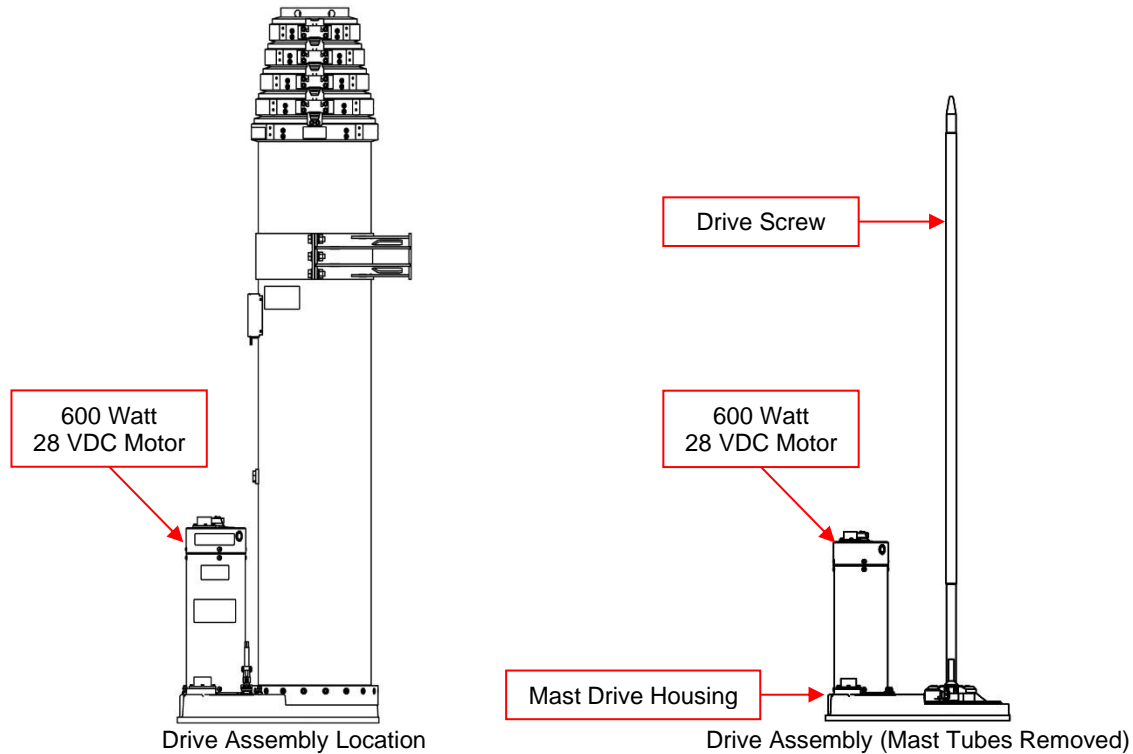 Drive Screw
600 Watt
28 VDC Motor
600 Watt
28 VDC Motor
Mast Drive Housing
Drive Assembly Location
Drive Assembly (Mast Tubes Removed)